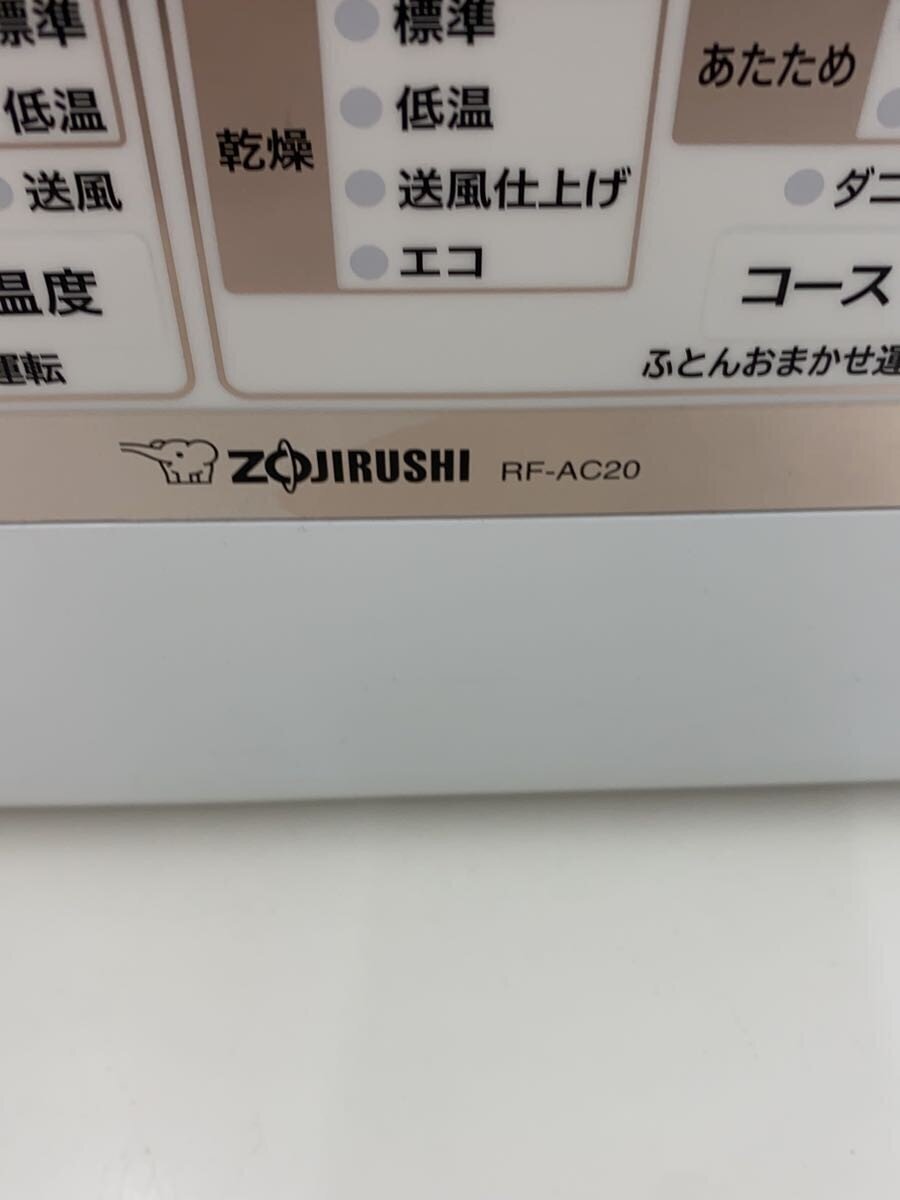 標準
低温
送風
温度
運転
乾燥
標準
低温
送風仕上げ
エコ
あたため
ダニ
コース
ふとんおまかせ運
ZOJIRUSHI RF-AC20